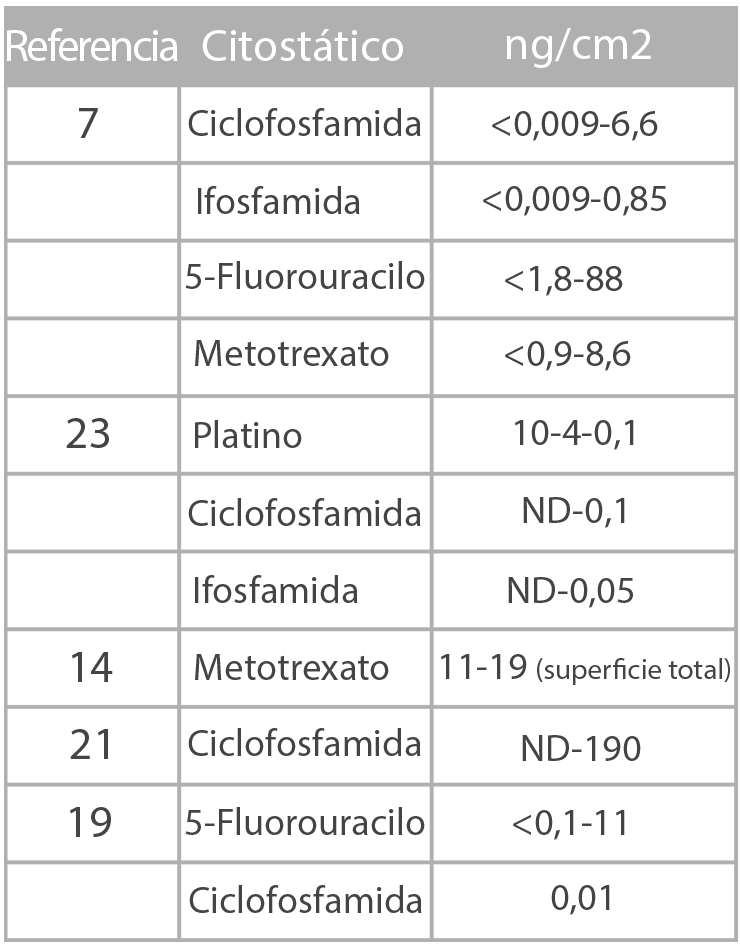 Referencia Citostático ng/cm2
7 Ciclofosfamida <0,009-6,6
Ifosfamida <0,009-0,85
5-Fluorouracilo <1,8-88
Metotrexato <0,9-8,6
23 Platino 10-4-0,1
Ciclofosfamida ND-0,1
Ifosfamida ND-0,05
14 Metotrexato 11-19 (superficie total)
21 Ciclofosfamida ND-190
19 5-Fluorouracilo <0,1-11
Ciclofosfamida 0,01